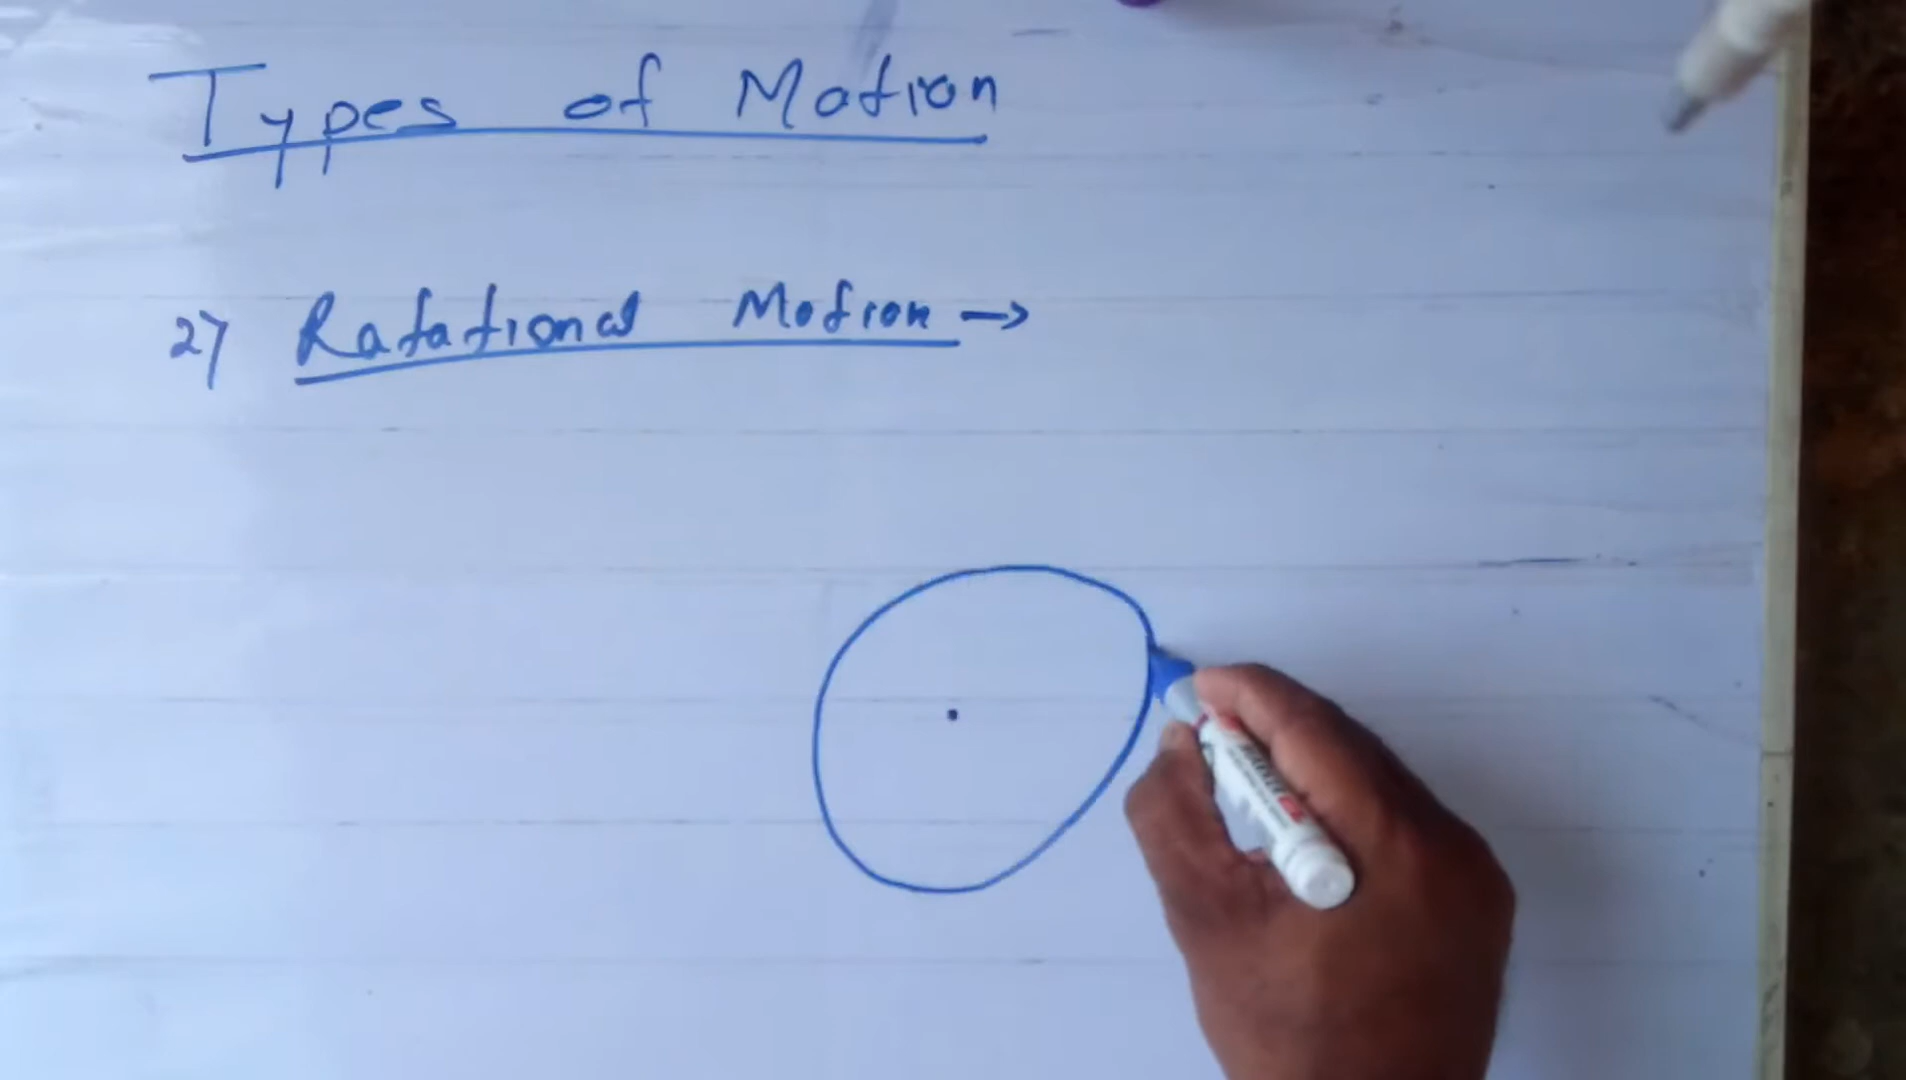 Types of Motion
2) Rotational Motion →